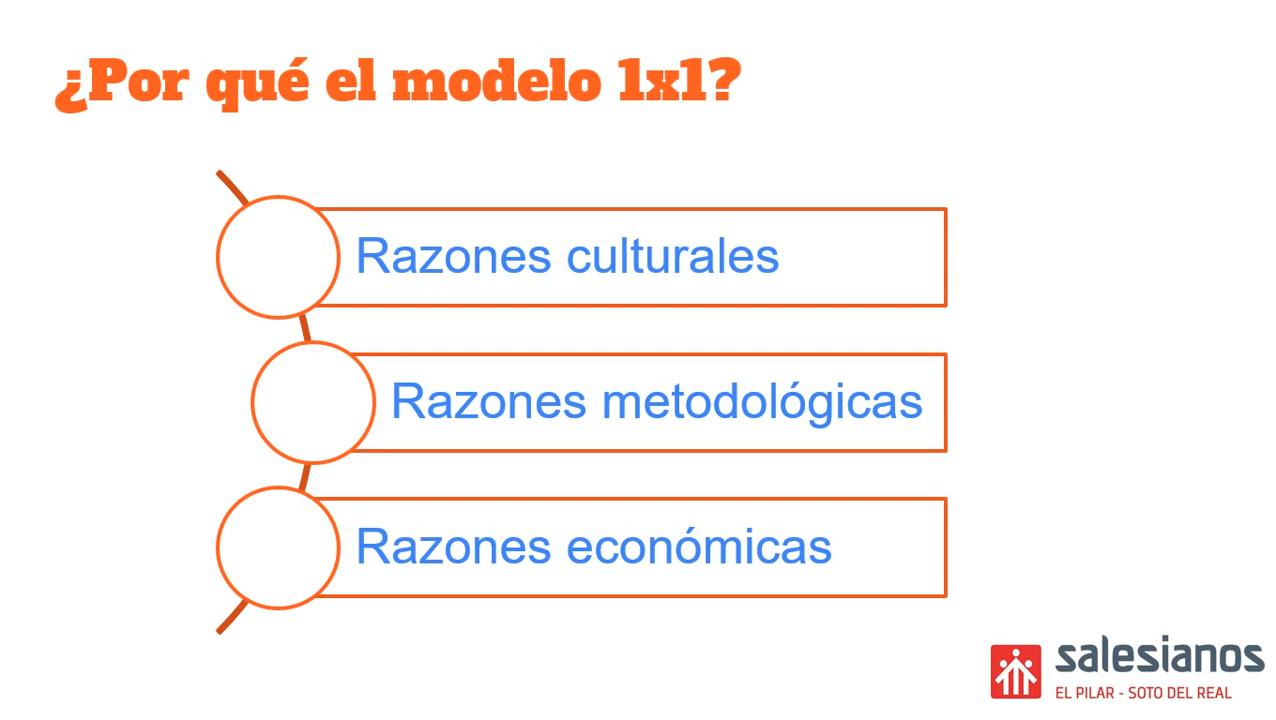 ¿Por qué el modelo 1x1?
Razones culturales
Razones metodológicas
Razones económicas
salesianos
EL PILAR - SOTO DEL REAL